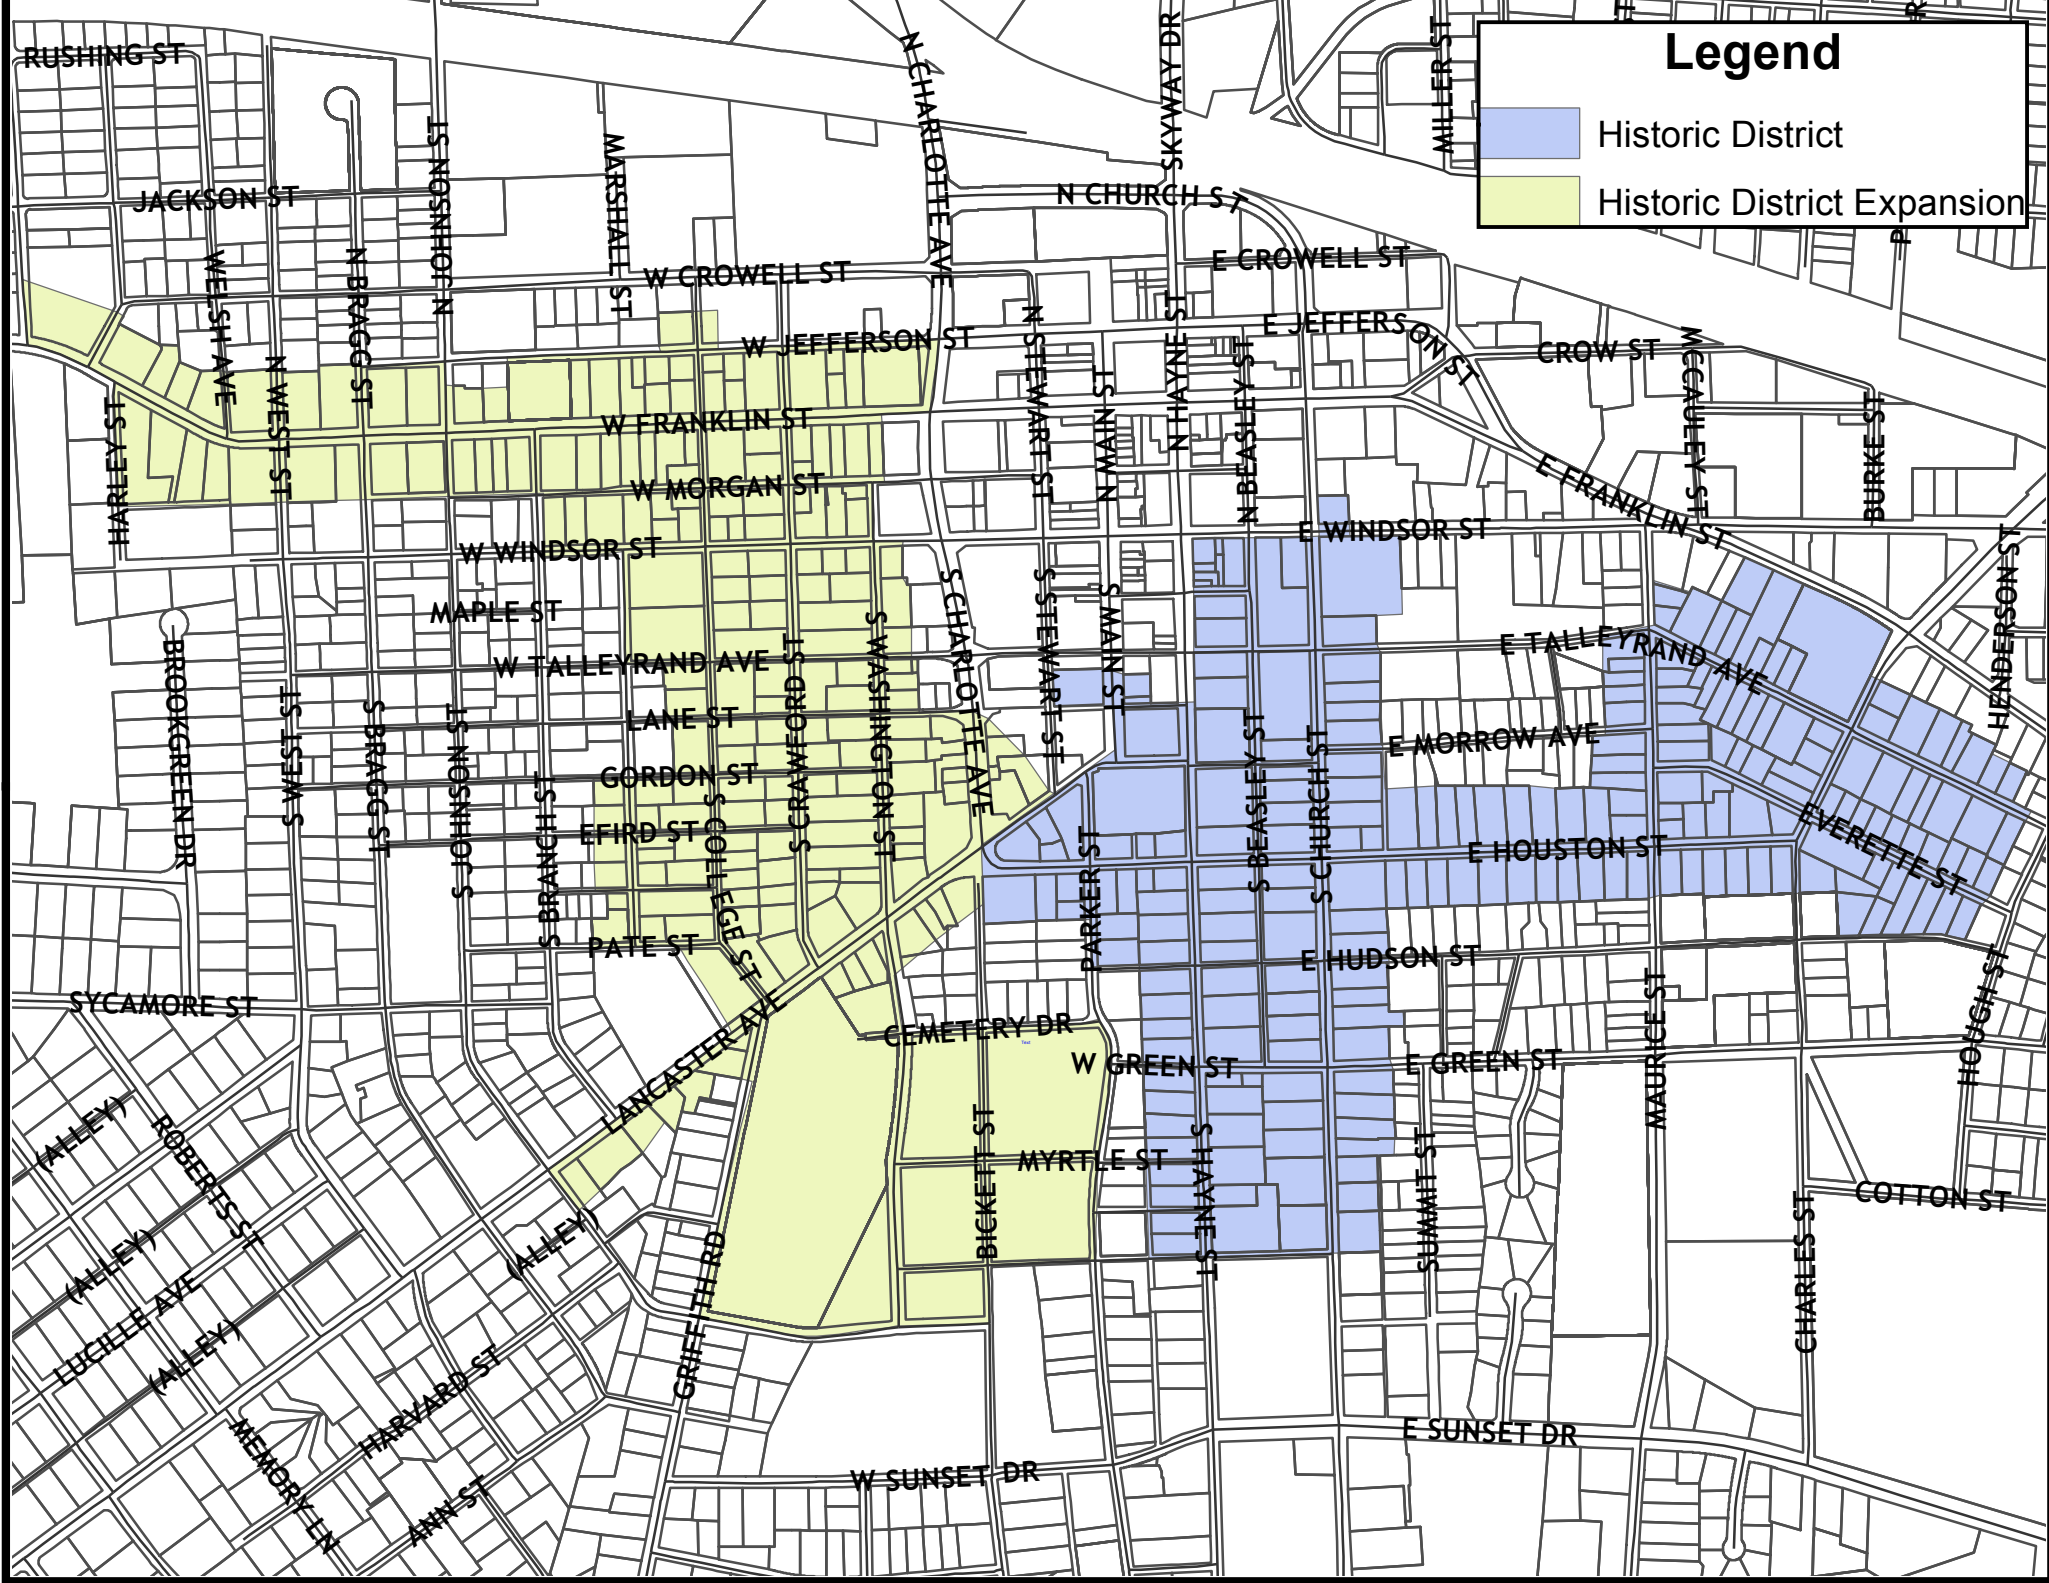 Legend
Historic District
Historic District Expansion
RUSHING ST
N CHARLOTTE AVE
SKYWAY DR
MILLER ST
JACKSON ST
N JOHNSON ST
MARSHALL ST
N CHURCH ST
WELSH AVE
N BRAGG ST
W CROWELL ST
E CROWELL ST
W JEFFERSON ST
E JEFFERSON ST
CROW ST
N STEWART ST
N MAIN ST
N HAYNE ST
N BEASLEY ST
MCCAULEY ST
BURKE ST
HARLEY ST
N WEST ST
W FRANKLIN ST
W MORGAN ST
E FRANKLIN ST
W WINDSOR ST
E WINDSOR ST
HENDERSON ST
MAPLE ST
BROOKGREEN DR
W TALLEYRAND AVE
E TALLEYRAND AVE
S CHARLOTTE AVE
S STEWART ST
S MAIN ST
S CRAWFORD ST
S WASHINGTON ST
LANE ST
S WEST ST
S BRAGG ST
S JOHNSON ST
S BRANCH ST
GORDON ST
E MORROW AVE
S BEASLEY ST
S CHURCH ST
EFIRD ST
S COLLEGE ST
E HOUSTON ST
EVERETTE ST
PARKER ST
PATE ST
E HUDSON ST
HOUGH ST
SYCAMORE ST
LANCASTER AVE
CEMETERY DR
Text
W GREEN ST
E GREEN ST
MAURICE ST
(ALLEY)
ROBERTS ST
BICKETT ST
MYRTLE ST
S HAYNE ST
SUMMIT ST
COTTON ST
CHARLES ST
(ALLEY)
(ALLEY)
LUCILLE AVE
(ALLEY)
GRIFFITH RD
HARVARD ST
MEMORY LN
ANN ST
W SUNSET DR
E SUNSET DR